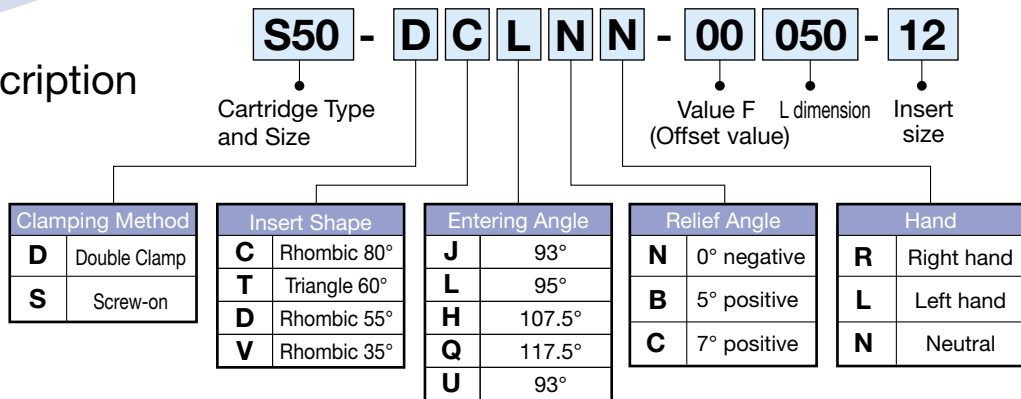 S50 - D C L N N - 00 050 - 12
cription
Cartridge Type
and Size
Value F
(Offset value)
L dimension
Insert
size
Clamping Method
D Double Clamp
S Screw-on
Insert Shape
C Rhombic 80°
T Triangle 60°
D Rhombic 55°
V Rhombic 35°
Entering Angle
J 93°
L 95°
H 107.5°
Q 117.5°
U 93°
Relief Angle
N 0° negative
B 5° positive
C 7° positive
Hand
R Right hand
L Left hand
N Neutral